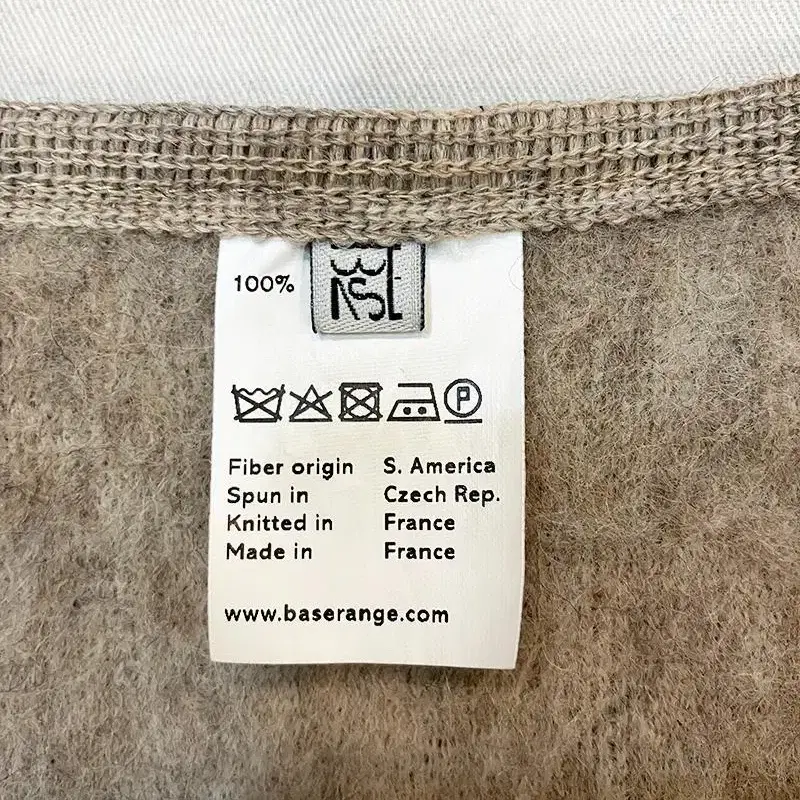 100%
P
Fiber origin S. America
Spun in Czech Rep.
Knitted in France
Made in France
www.baserange.com